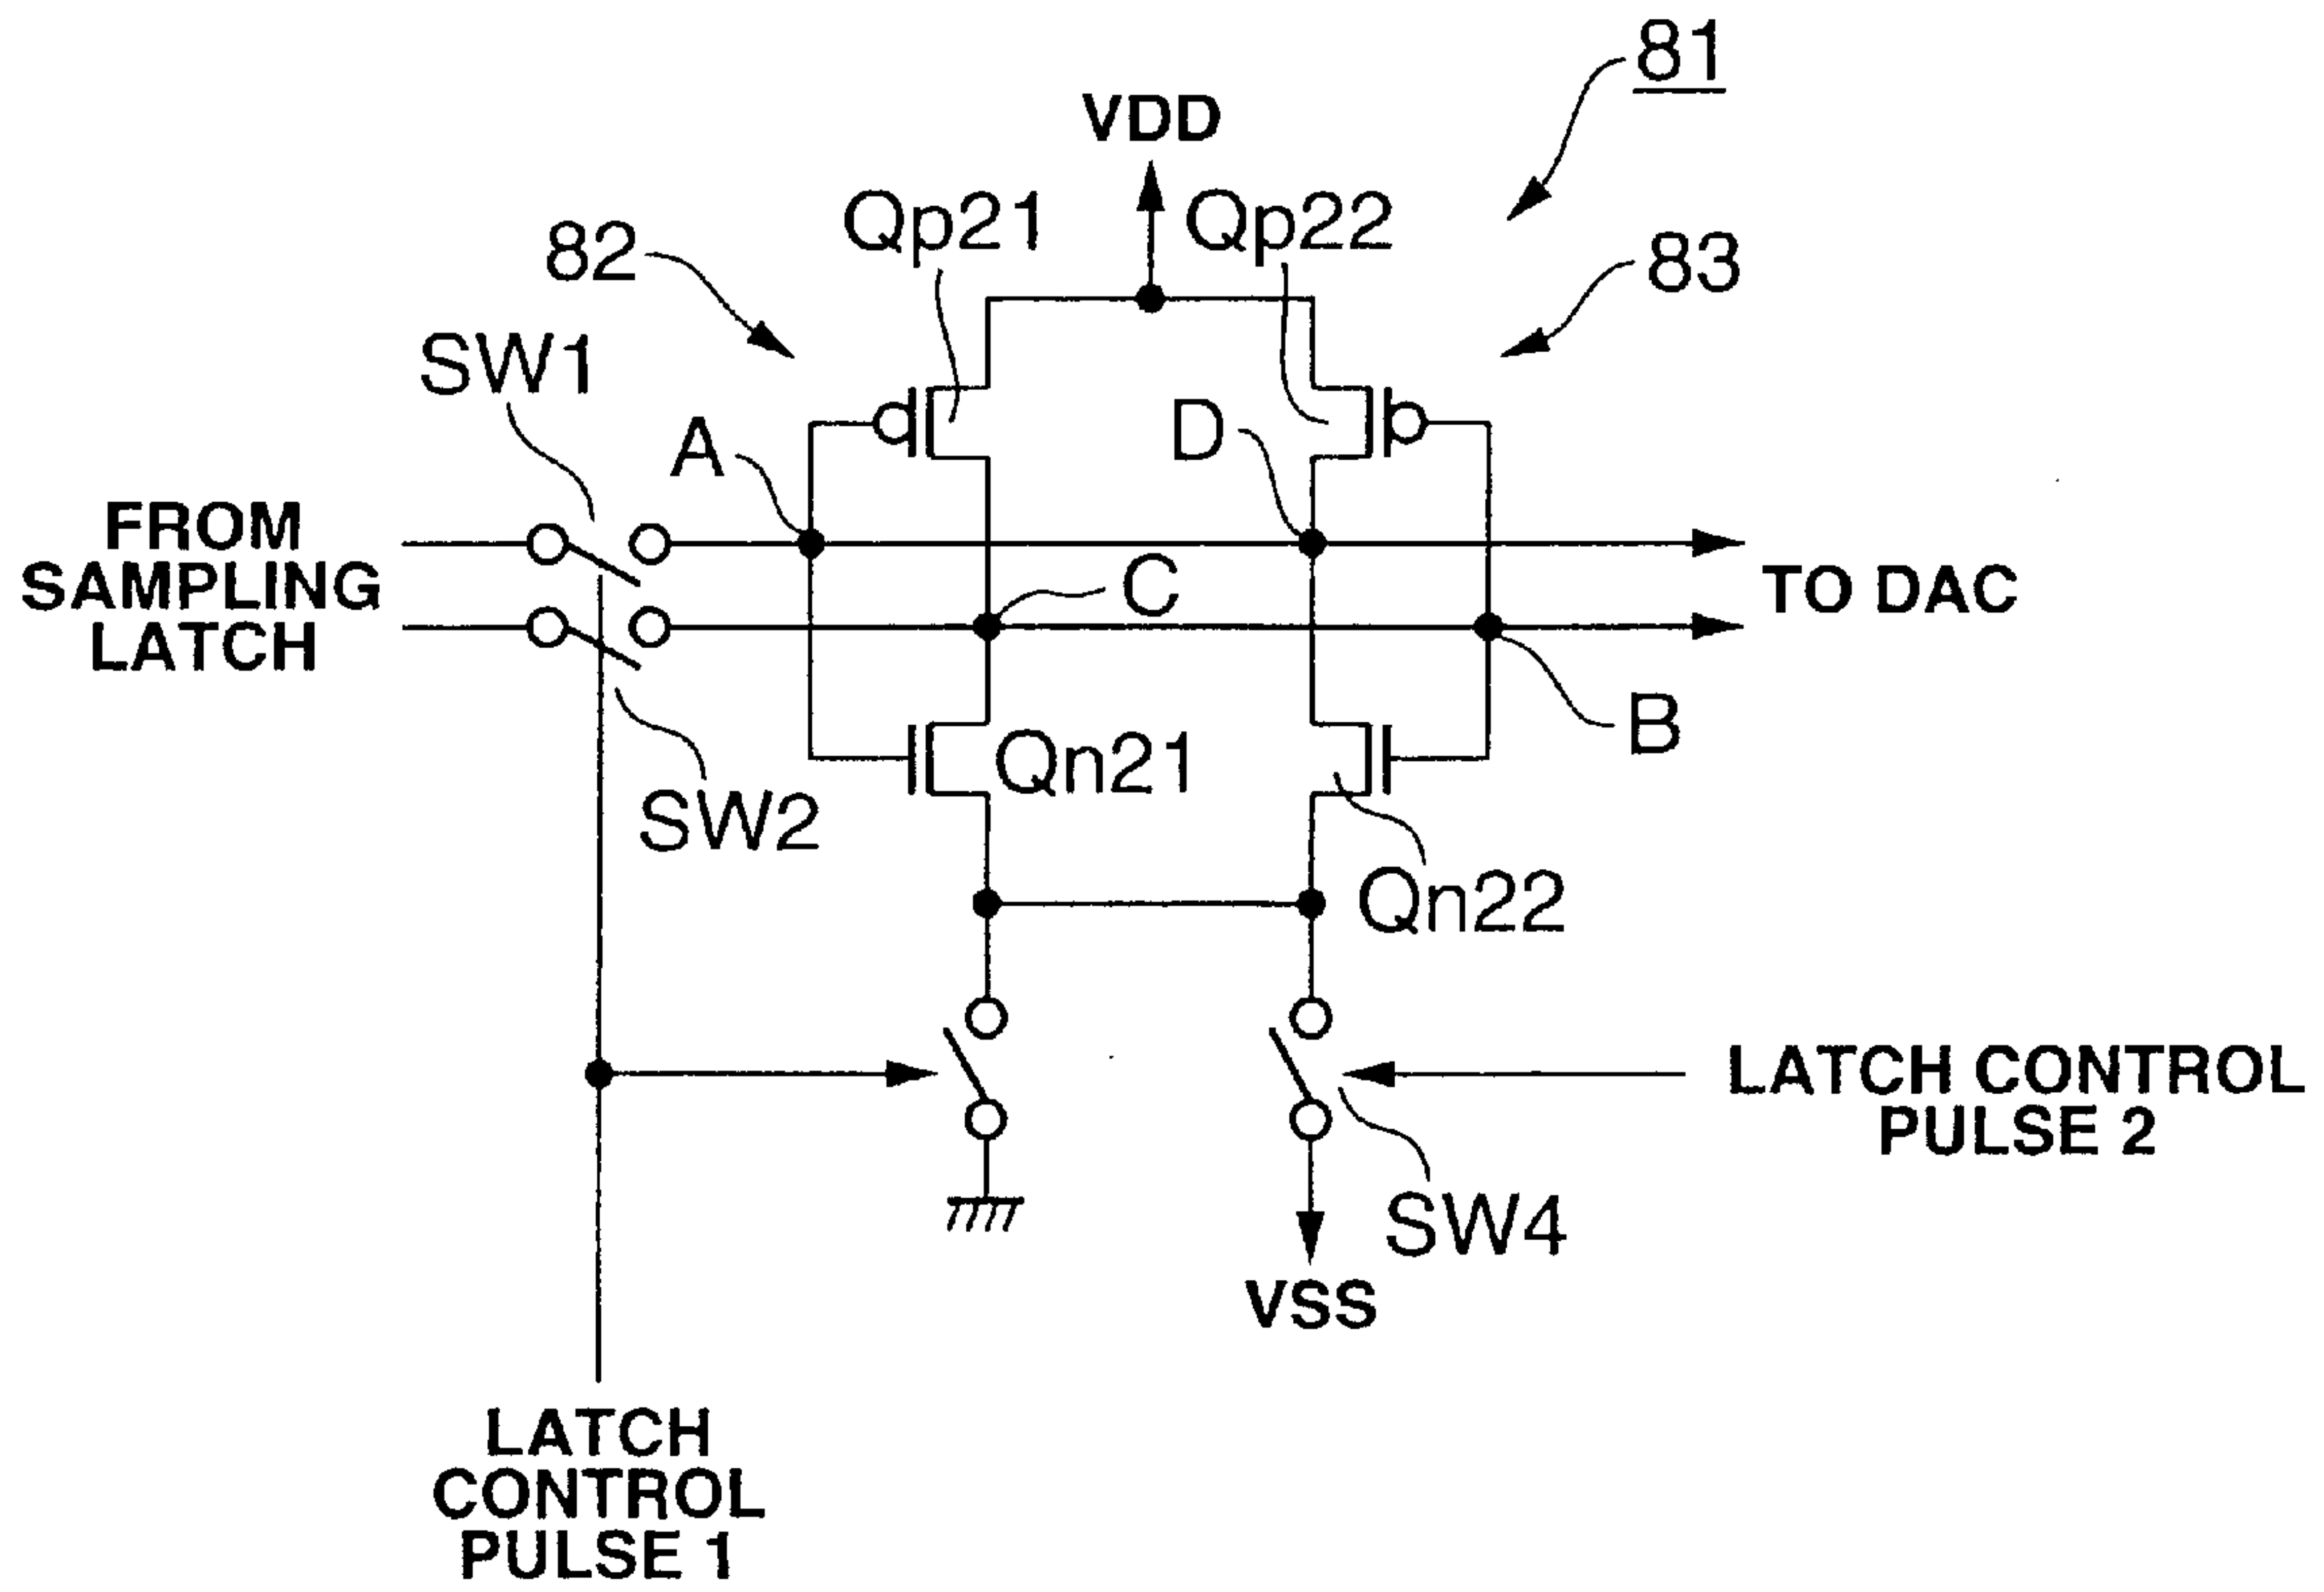 81
VDD
Qp21
Qp22
82
83
SW1
A
D
FROM
SAMPLING
LATCH
C
TO DAC
B
Qn21
SW2
Qn22
LATCH CONTROL
PULSE 2
SW4
VSS
LATCH
CONTROL
PULSE 1